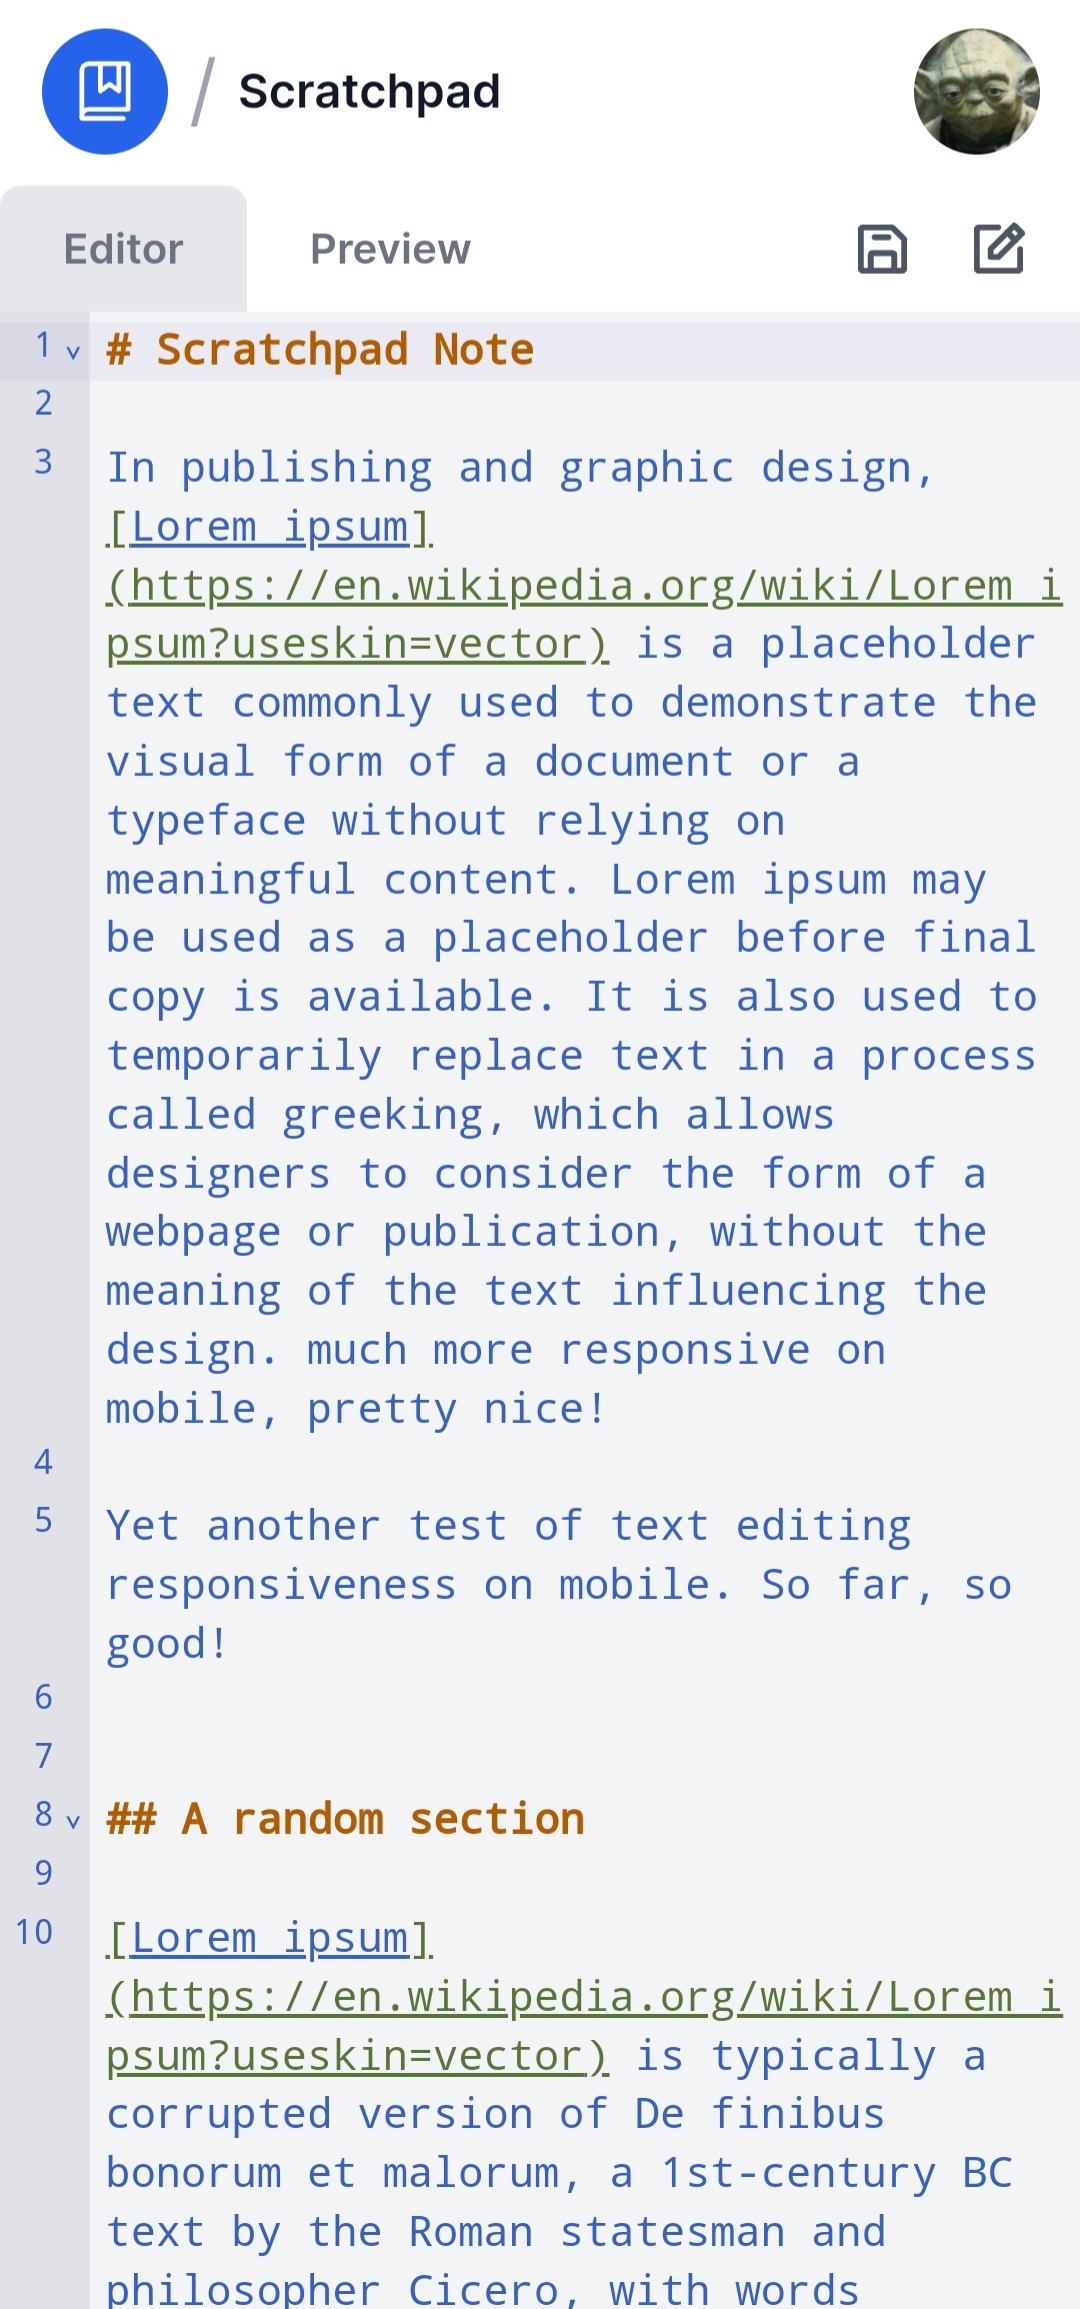 / Scratchpad
Editor Preview
1 # Scratchpad Note
2
3 In publishing and graphic design,
[Lorem ipsum]
(https://en.wikipedia.org/wiki/Lorem_i
psum?useskin=vector) is a placeholder
text commonly used to demonstrate the
visual form of a document or a
typeface without relying on
meaningful content. Lorem ipsum may
be used as a placeholder before final
copy is available. It is also used to
temporarily replace text in a process
called greeking, which allows
designers to consider the form of a
webpage or publication, without the
meaning of the text influencing the
design. much more responsive on
mobile, pretty nice!
4
5 Yet another test of text editing
responsiveness on mobile. So far, so
good!
6
7
8 ## A random section
9
10 [Lorem ipsum]
(https://en.wikipedia.org/wiki/Lorem_i
psum?useskin=vector) is typically a
corrupted version of De finibus
bonorum et malorum, a 1st-century BC
text by the Roman statesman and
philosopher Cicero, with words